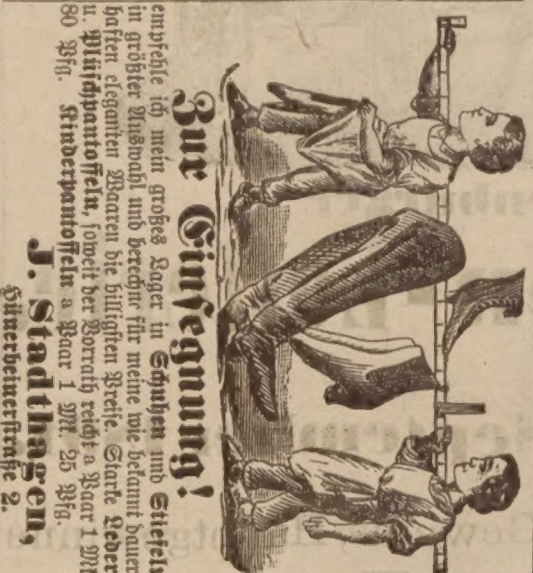 Zur Einsegnung!
empfehle ich mein großes Lager in Schuhen und Stiefeln
in größter Auswahl und berechne für meine wie bekannt dauer
haften eleganten Waaren die billigsten Preise. Starke Leder
u. Plüschpantoffeln, soweit der Vorrath reicht a Paar 1 Mk
80 Pfg. Kinderpantoffeln a Paar 1 Mk 25 Pfg.
J. Stadthagen,
Hünerbeinerstraße 2.